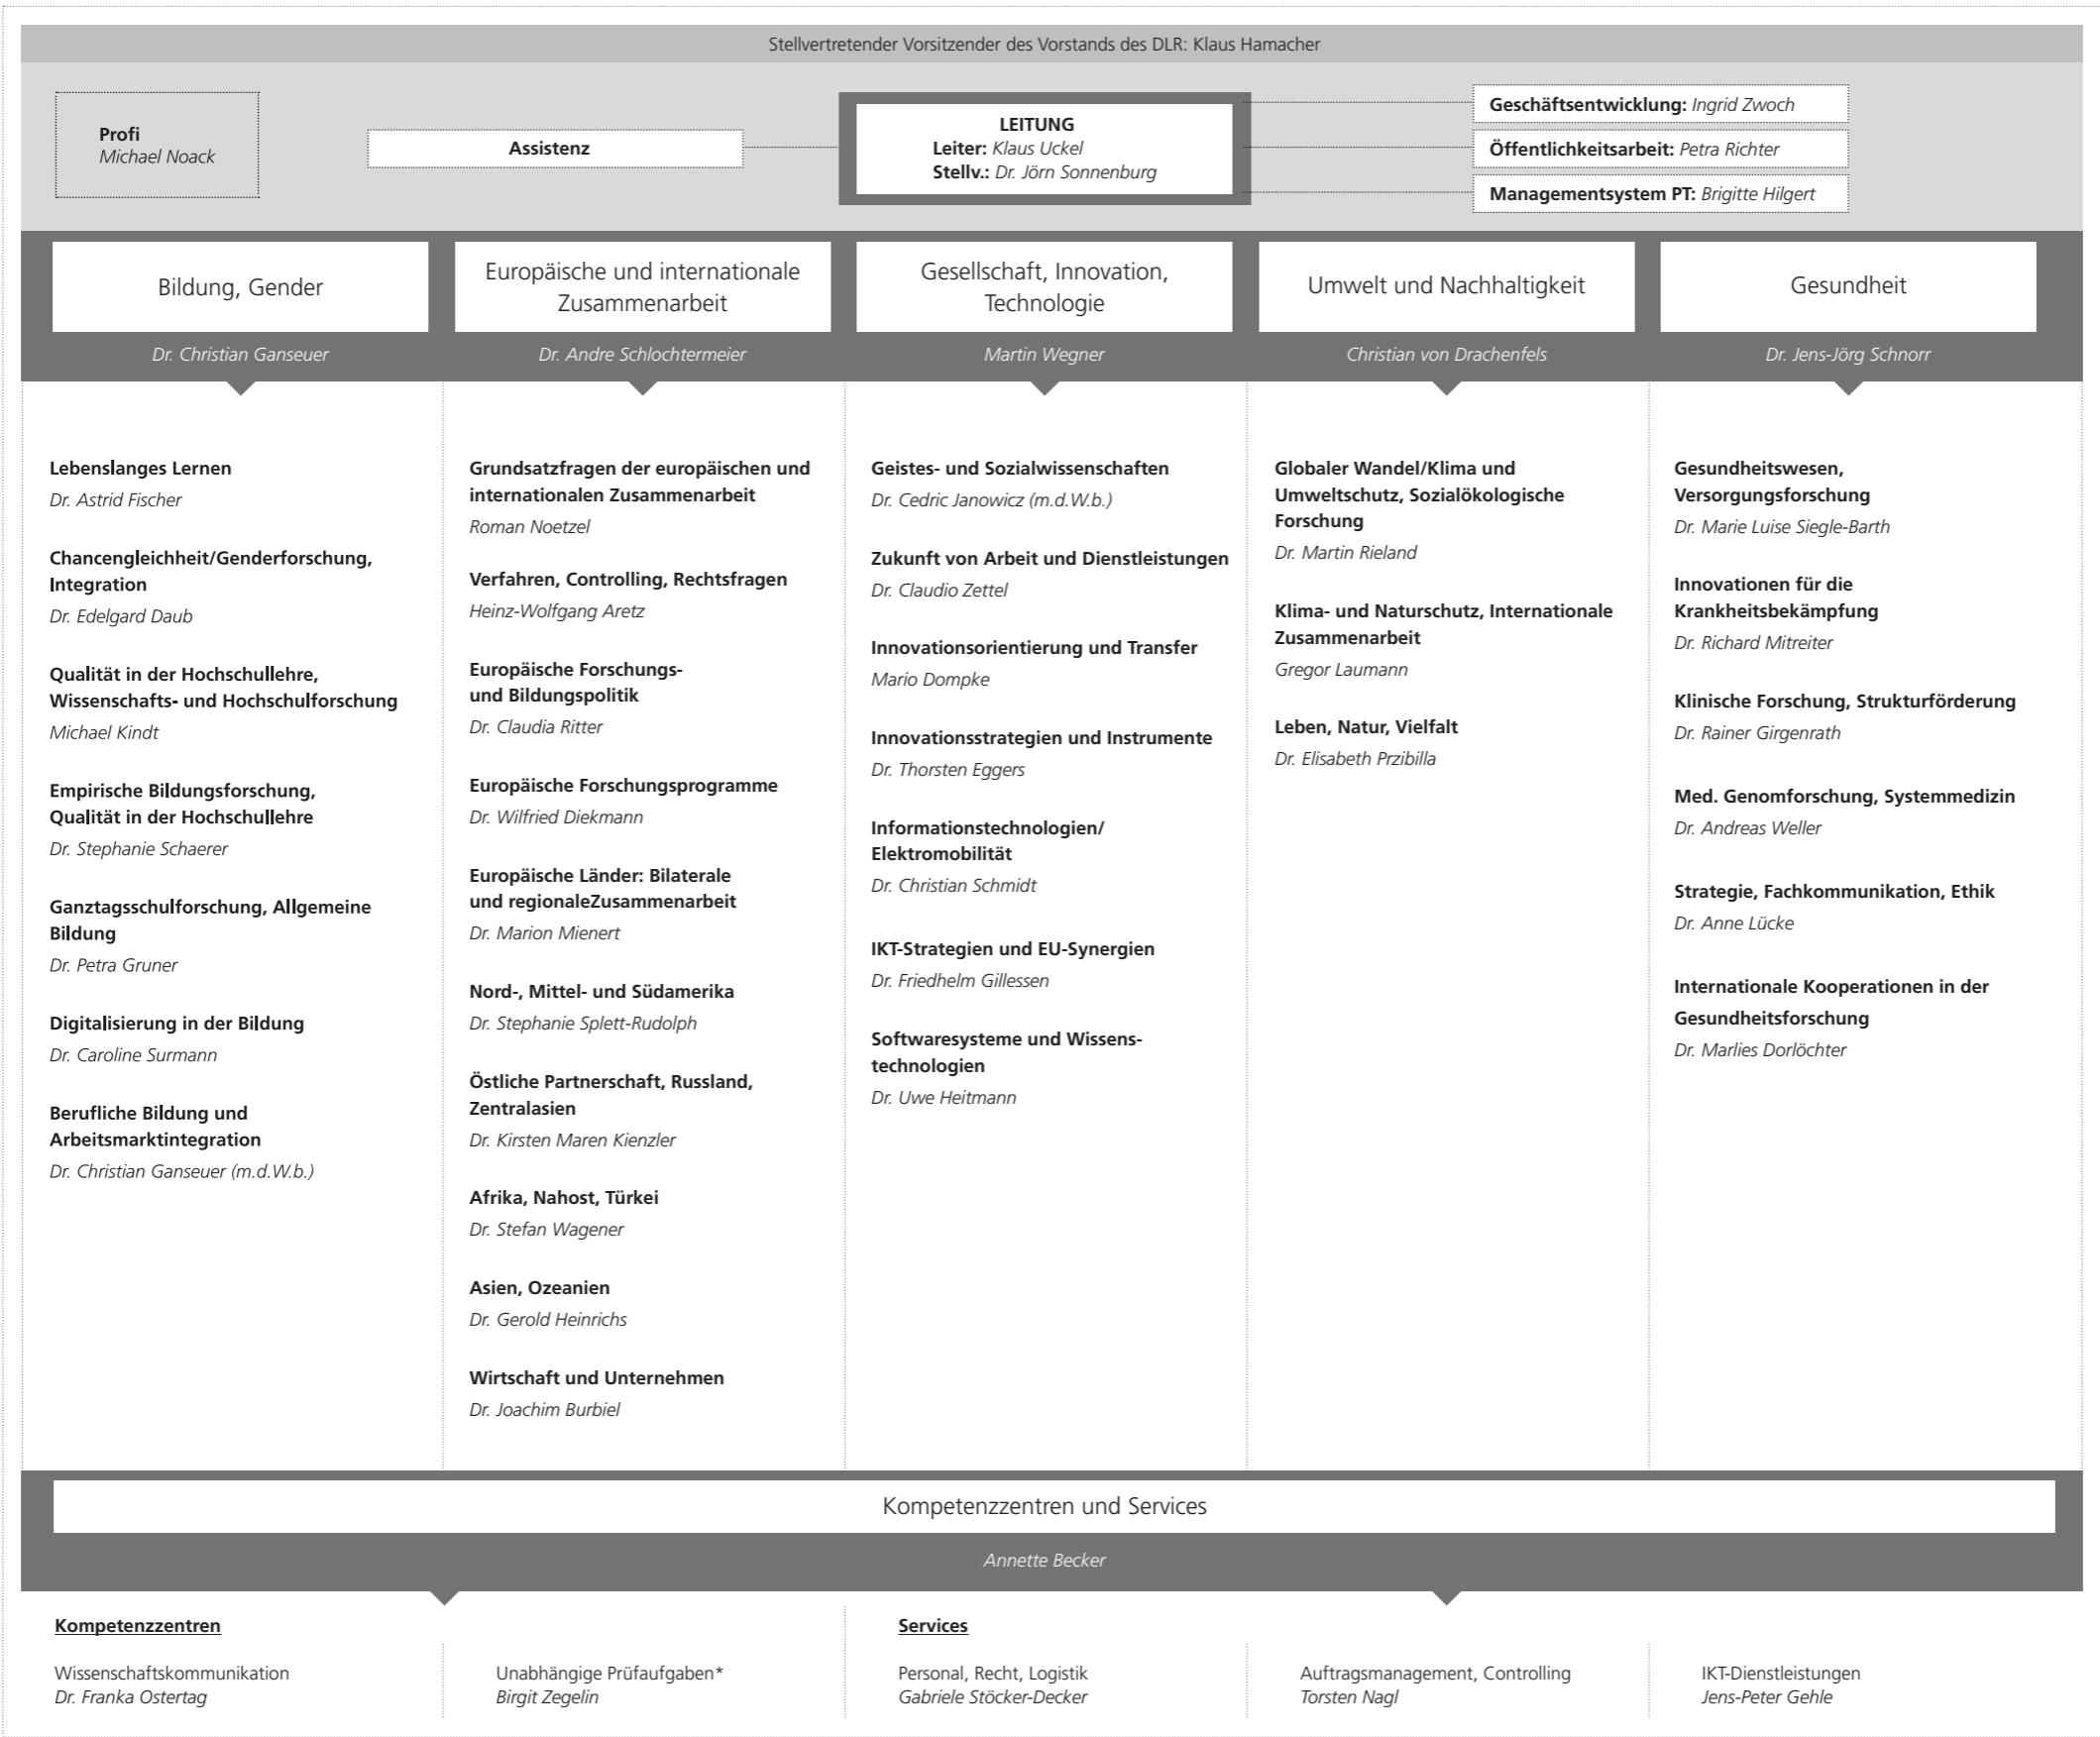 Stellvertretender Vorsitzender des Vorstands des DLR: Klaus Hamacher
Profi
Michael Noack
Assistenz
LEITUNG
Leiter: Klaus Uckel
Stellv.: Dr. Jörn Sonnenburg
Geschäftsentwicklung: Ingrid Zwoch
Öffentlichkeitsarbeit: Petra Richter
Managementsystem PT: Brigitte Hilgert
Bildung, Gender
Dr. Christian Ganseuer
Europäische und internationale
Zusammenarbeit
Dr. Andre Schlochtermeier
Gesellschaft, Innovation,
Technologie
Martin Wegner
Umwelt und Nachhaltigkeit
Christian von Drachenfels
Gesundheit
Dr. Jens-Jörg Schnorr
Lebenslanges Lernen
Dr. Astrid Fischer
Chancengleichheit/Genderforschung,
Integration
Dr. Edelgard Daub
Qualität in der Hochschullehre,
Wissenschafts- und Hochschulforschung
Michael Kindt
Empirische Bildungsforschung,
Qualität in der Hochschullehre
Dr. Stephanie Schaerer
Ganztagsschulforschung, Allgemeine
Bildung
Dr. Petra Gruner
Digitalisierung in der Bildung
Dr. Caroline Surmann
Berufliche Bildung und
Arbeitsmarktintegration
Dr. Christian Ganseuer (m.d.W.b.)
Grundsatzfragen der europäischen und
internationalen Zusammenarbeit
Roman Noetzel
Verfahren, Controlling, Rechtsfragen
Heinz-Wolfgang Aretz
Europäische Forschungs-
und Bildungspolitik
Dr. Claudia Ritter
Europäische Forschungsprogramme
Dr. Wilfried Diekmann
Europäische Länder: Bilaterale
und regionaleZusammenarbeit
Dr. Marion Mienert
Nord-, Mittel- und Südamerika
Dr. Stephanie Splett-Rudolph
Östliche Partnerschaft, Russland,
Zentralasien
Dr. Kirsten Maren Kienzler
Afrika, Nahost, Türkei
Dr. Stefan Wagener
Asien, Ozeanien
Dr. Gerold Heinrichs
Wirtschaft und Unternehmen
Dr. Joachim Burbiel
Geistes- und Sozialwissenschaften
Dr. Cedric Janowicz (m.d.W.b.)
Zukunft von Arbeit und Dienstleistungen
Dr. Claudio Zettel
Innovationsorientierung und Transfer
Mario Dompke
Innovationsstrategien und Instrumente
Dr. Thorsten Eggers
Informationstechnologien/
Elektromobilität
Dr. Christian Schmidt
IKT-Strategien und EU-Synergien
Dr. Friedhelm Gillessen
Softwaresysteme und Wissens-
technologien
Dr. Uwe Heitmann
Globaler Wandel/Klima und
Umweltschutz, Sozialökologische
Forschung
Dr. Martin Rieland
Klima- und Naturschutz, Internationale
Zusammenarbeit
Gregor Laumann
Leben, Natur, Vielfalt
Dr. Elisabeth Przibilla
Gesundheitswesen,
Versorgungsforschung
Dr. Marie Luise Siegle-Barth
Innovationen für die
Krankheitsbekämpfung
Dr. Richard Mitreiter
Klinische Forschung, Strukturförderung
Dr. Rainer Girgenrath
Med. Genomforschung, Systemmedizin
Dr. Andreas Weller
Strategie, Fachkommunikation, Ethik
Dr. Anne Lücke
Internationale Kooperationen in der
Gesundheitsforschung
Dr. Marlies Dorlöchter
Kompetenzzentren und Services
Annette Becker
Kompetenzzentren
Wissenschaftskommunikation
Dr. Franka Ostertag
Unabhängige Prüfaufgaben*
Birgit Zegelin
Services
Personal, Recht, Logistik
Gabriele Stöcker-Decker
Auftragsmanagement, Controlling
Torsten Nagl
IKT-Dienstleistungen
Jens-Peter Gehle